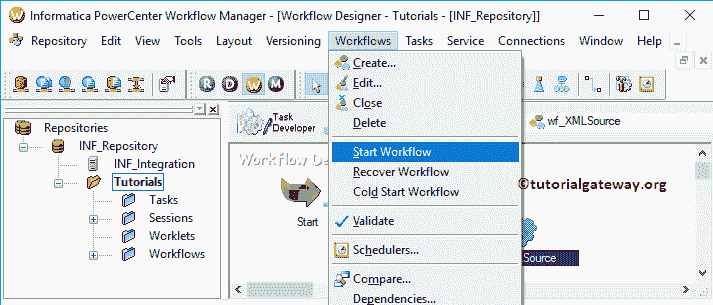 Informatica PowerCenter Workflow Manager - [Workflow Designer - Tutorials - [INF_Repository]]
Repository Edit View Tools Layout Versioning Workflows Tasks Service Connections Window Help
R D W M
Repositories
INF_Repository
INF_Integration
Tutorials
Tasks
Sessions
Worklets
Workflows
Task Developer
wf_XMLSource
Workflow De
Start
Create...
Edit...
Close
Delete
Start Workflow
Recover Workflow
Cold Start Workflow
Validate
Schedulers...
Compare...
Dependencies...
©tutorialgateway.org
Source